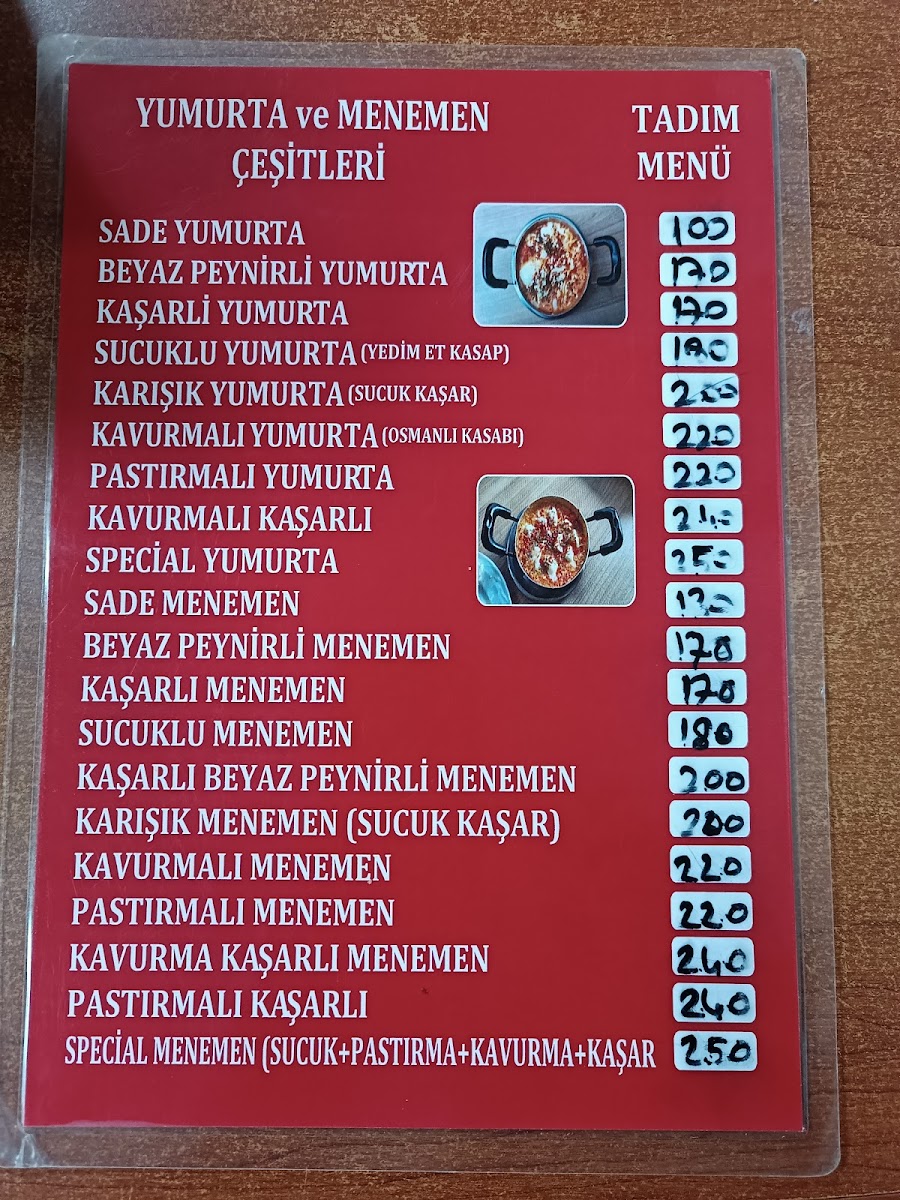 YUMURTA ve MENEMEN
ÇEŞİTLERİ
TADIM
MENÜ
SADE YUMURTA 100
BEYAZ PEYNİRLİ YUMURTA 170
KAŞARLİ YUMURTA 170
SUCUKLU YUMURTA (YEDİM ET KASAP) 180
KARIŞIK YUMURTA (SUCUK KAŞAR) 200
KAVURMALI YUMURTA (OSMANLI KASABI) 220
PASTIRMALI YUMURTA 220
KAVURMALI KAŞARLI 240
SPECİAL YUMURTA 250
SADE MENEMEN
BEYAZ PEYNİRLİ MENEMEN 170
KAŞARLI MENEMEN 170
SUCUKLU MENEMEN 180
KAŞARLI BEYAZ PEYNİRLİ MENEMEN 200
KARIŞIK MENEMEN (SUCUK KAŞAR) 200
KAVURMALI MENEMEN 220
PASTIRMALI MENEMEN 220
KAVURMA KAŞARLI MENEMEN 240
PASTIRMALI KAŞARLI 240
SPECİAL MENEMEN (SUCUK+PASTIRMA+KAVURMA+KAŞAR 250